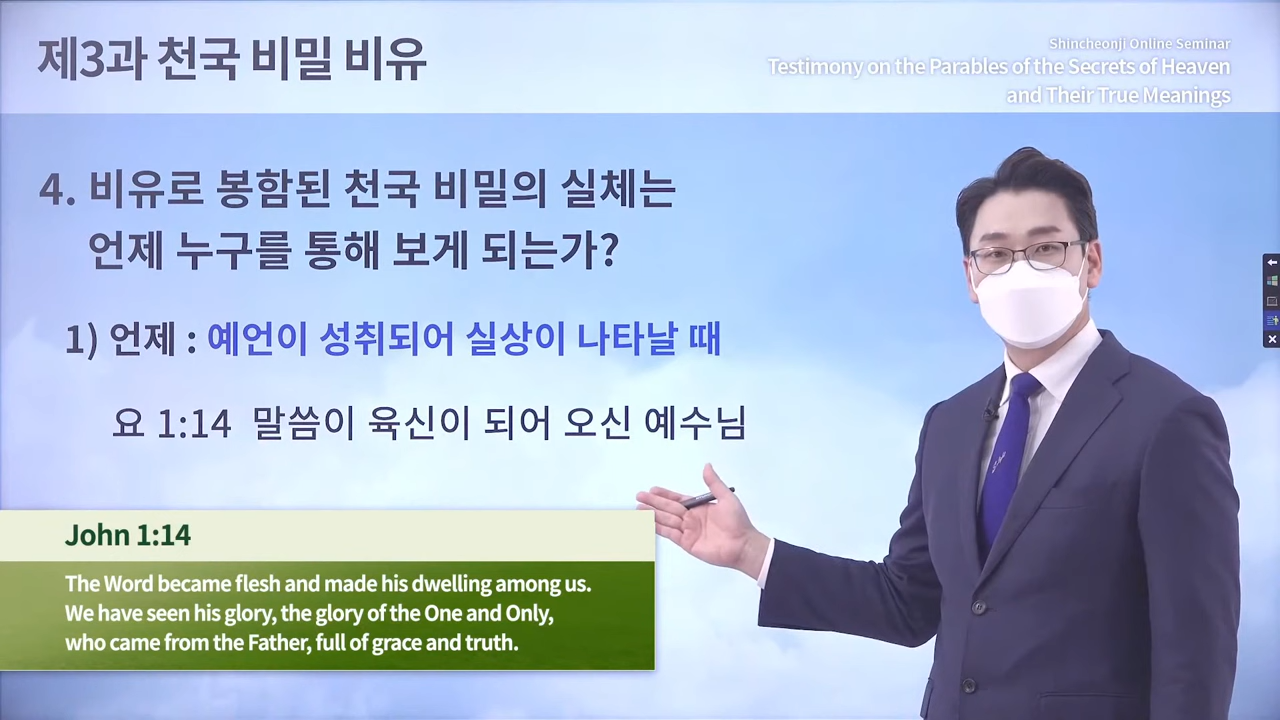 제3과 천국 비밀 비유
Shincheonji Online Seminar
Testimony on the Parables of the Secrets of Heaven
and Their True Meanings
4. 비유로 봉함된 천국 비밀의 실체는
언제 누구를 통해 보게 되는가?
1) 언제 : 예언이 성취되어 실상이 나타날 때
요 1:14 말씀이 육신이 되어 오신 예수님
John 1:14
The Word became flesh and made his dwelling among us.
We have seen his glory, the glory of the One and Only,
who came from the Father, full of grace and truth.